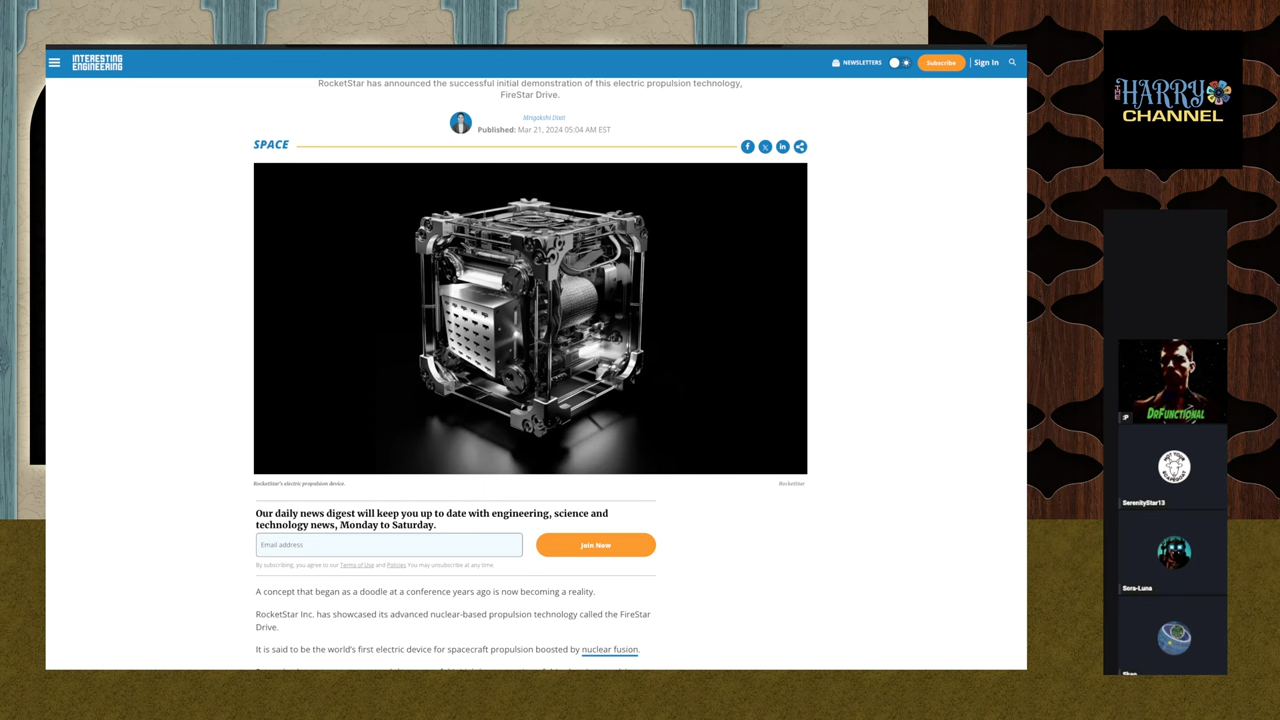 INTERESTING
ENGINEERING
NEWSLETTERS
Subscribe
Sign In
RocketStar has announced the successful initial demonstration of this electric propulsion technology,
FireStar Drive.
Mrigakshi Dixit
Published: Mar 21, 2024 05:04 AM EST
SPACE
RocketStar's electric propulsion device.
RocketStar
Our daily news digest will keep you up to date with engineering, science and
technology news, Monday to Saturday.
Email address
Join Now
By subscribing, you agree to our Terms of Use and Policies You may unsubscribe at any time.
A concept that began as a doodle at a conference years ago is now becoming a reality.
RocketStar Inc. has showcased its advanced nuclear-based propulsion technology called the FireStar
Drive.
It is said to be the world's first electric device for spacecraft propulsion boosted by nuclear fusion.
THE HARRY
CHANNEL
DRFUNCTIONAL
:P
NOT YOUR
SerenityStar13
Sora-Luna